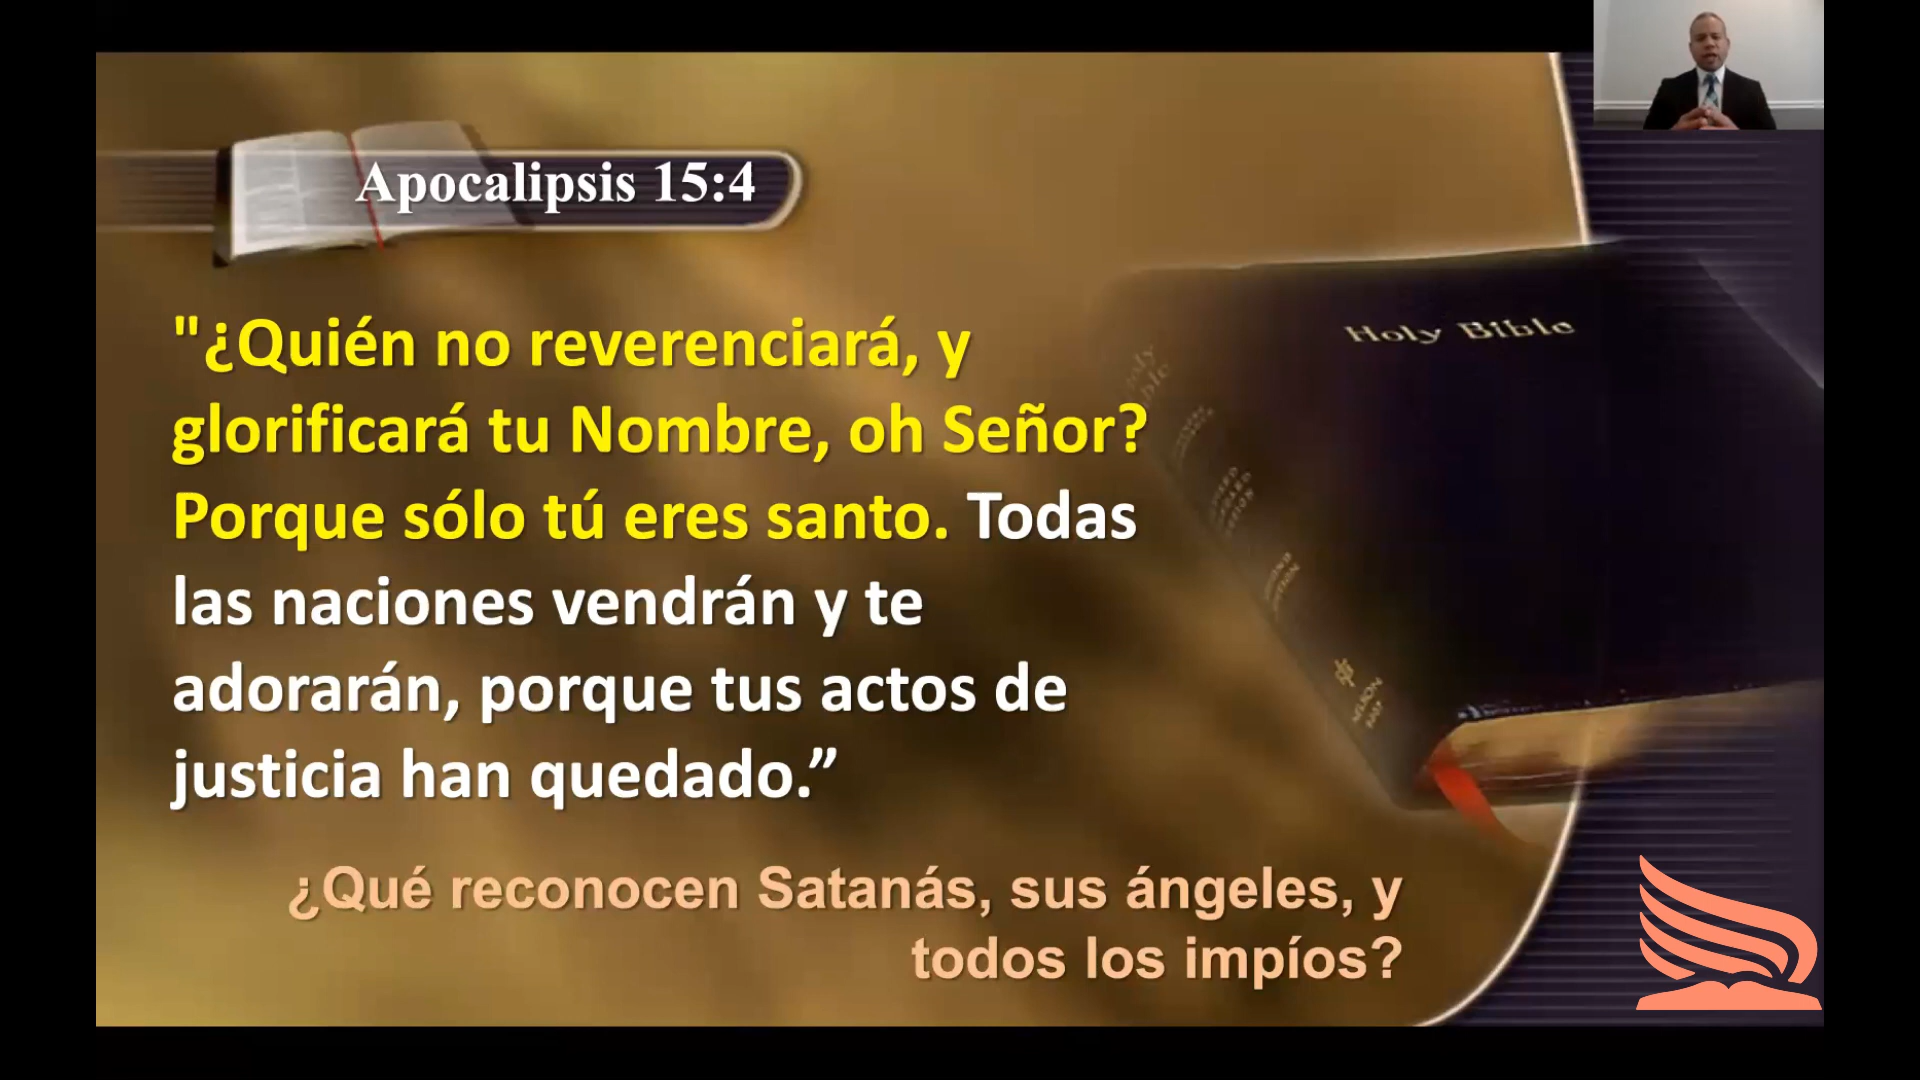 Apocalipsis 15:4
"¿Quién no reverenciará, y
glorificará tu Nombre, oh Señor?
Porque sólo tú eres santo. Todas
las naciones vendrán y te
adorarán, porque tus actos de
justicia han quedado.”
Holy Bible
¿Qué reconocen Satanás, sus ángeles, y
todos los impíos?